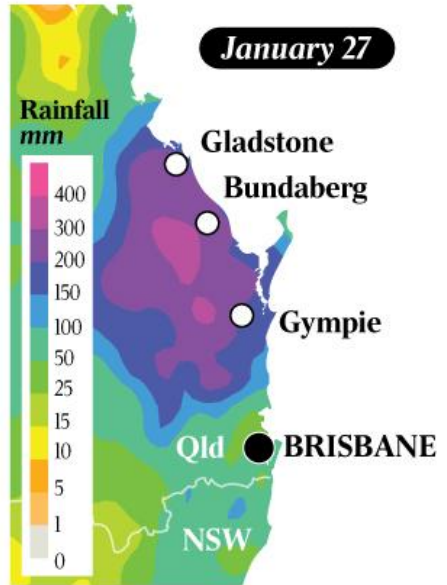 January 27
Rainfall
mm
Gladstone
Bundaberg
400
300
200
150
100
50
25
15
10
5
1
0
Gympie
Qld
BRISBANE
NSW